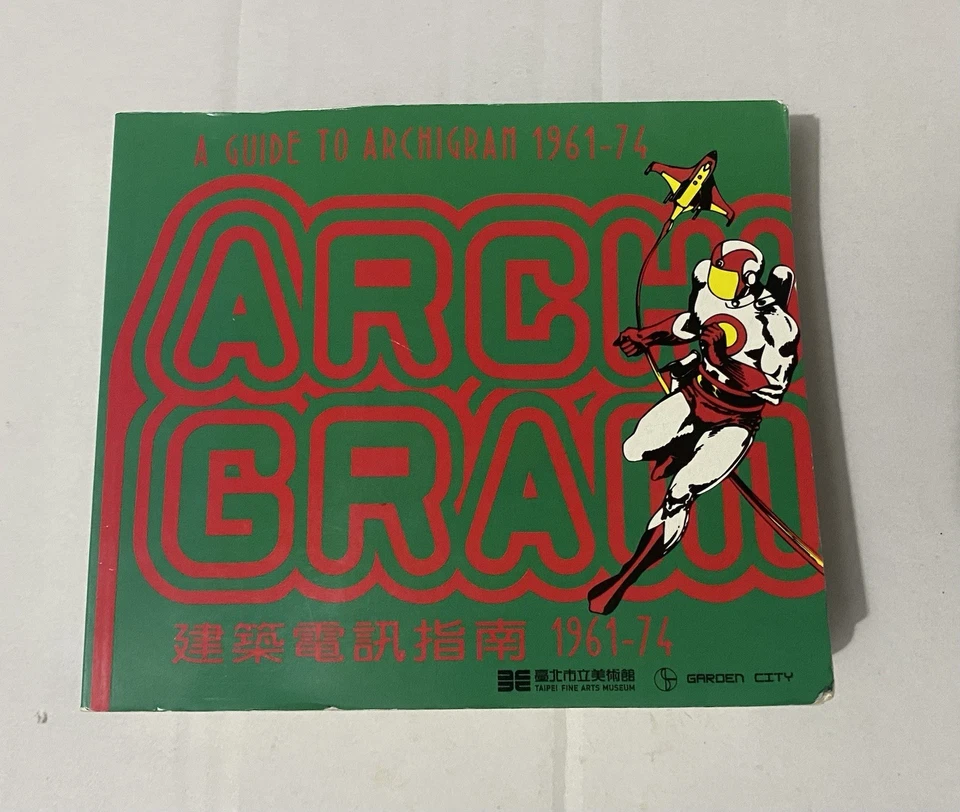 A GUIDE TO ARCHIGRAM 1961-74
ARCHI
GRAM
建築電訊指南 1961-74
臺北市立美術館
TAIPEI FINE ARTS MUSEUM
GARDEN CITY